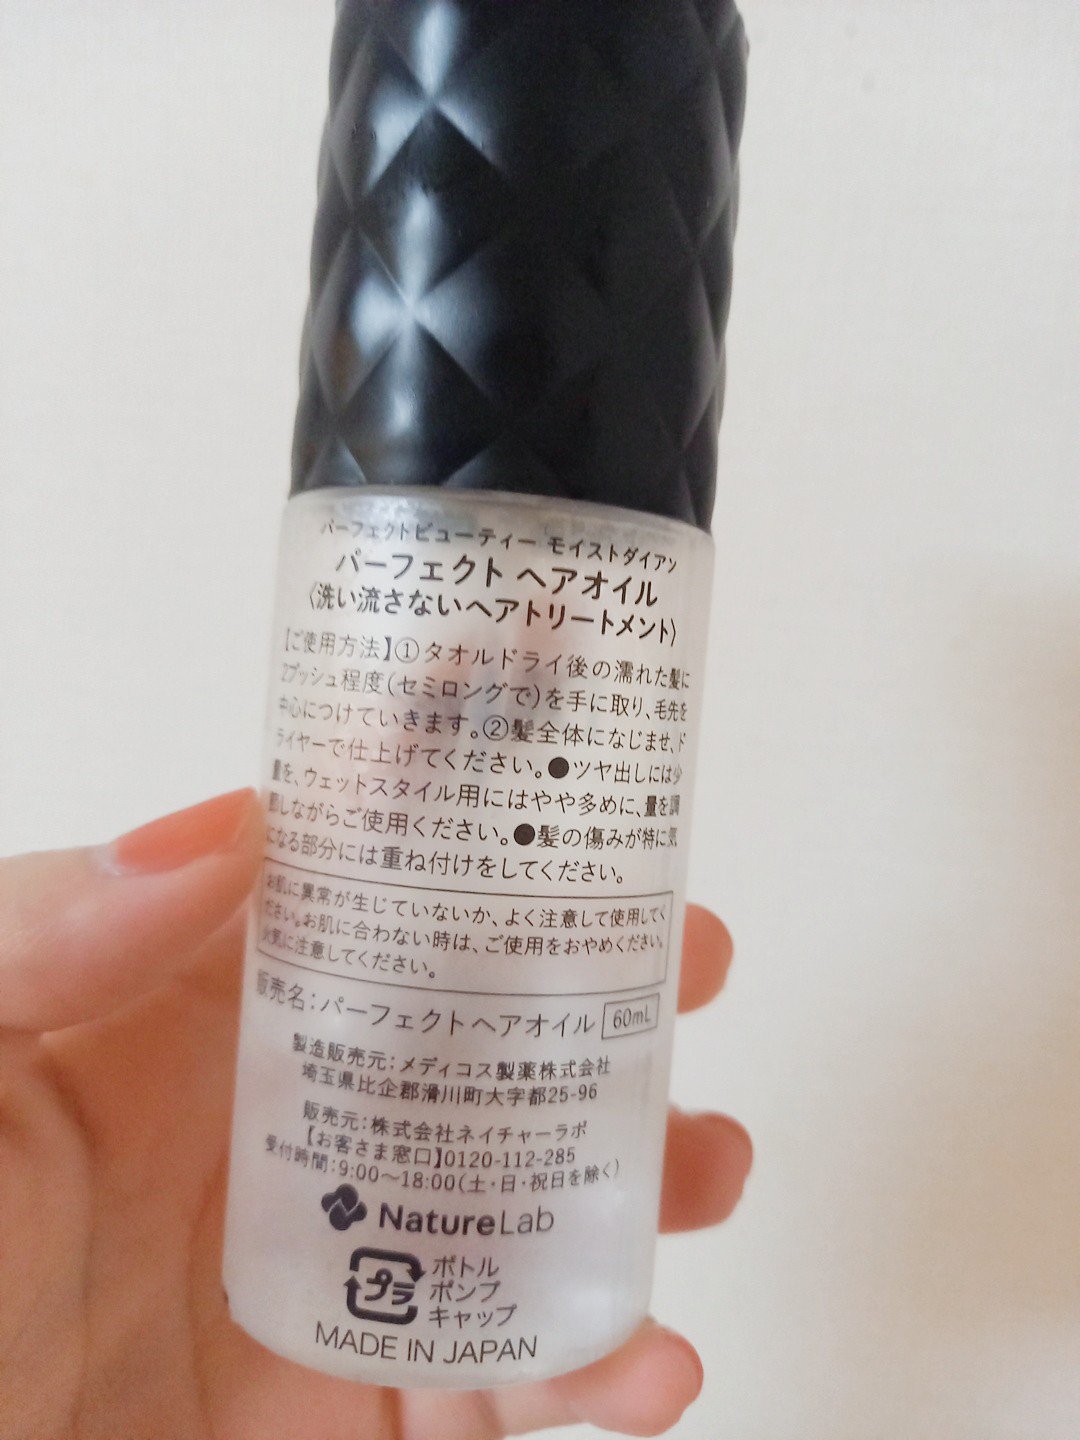 パーフェクトビューティー モイストダイアン
パーフェクト ヘアオイル
〈洗い流さないヘアトリートメント〉
【ご使用方法】①タオルドライ後の濡れた髪に
2プッシュ程度(セミロングで)を手に取り、毛先を
中心につけていきます。②髪全体になじませ、ド
ライヤーで仕上げてください。●ツヤ出しには少
量を、ウェットスタイル用にはやや多めに、量を調
節しながらご使用ください。●髪の傷みが特に気
になる部分には重ね付けをしてください。
お肌に異常が生じていないか、よく注意して使用してく
ださい。お肌に合わない時は、ご使用をおやめください。
火気に注意してください。
販売名:パーフェクトヘアオイル 60mL
製造販売元:メディコス製薬株式会社
埼玉県比企郡滑川町大字都25-96
販売元:株式会社ネイチャーラボ
【お客さま窓口】0120-112-285
受付時間:9:00～18:00(土・日・祝日を除く)
NatureLab
プラ ボトル
ポンプ
キャップ
MADE IN JAPAN